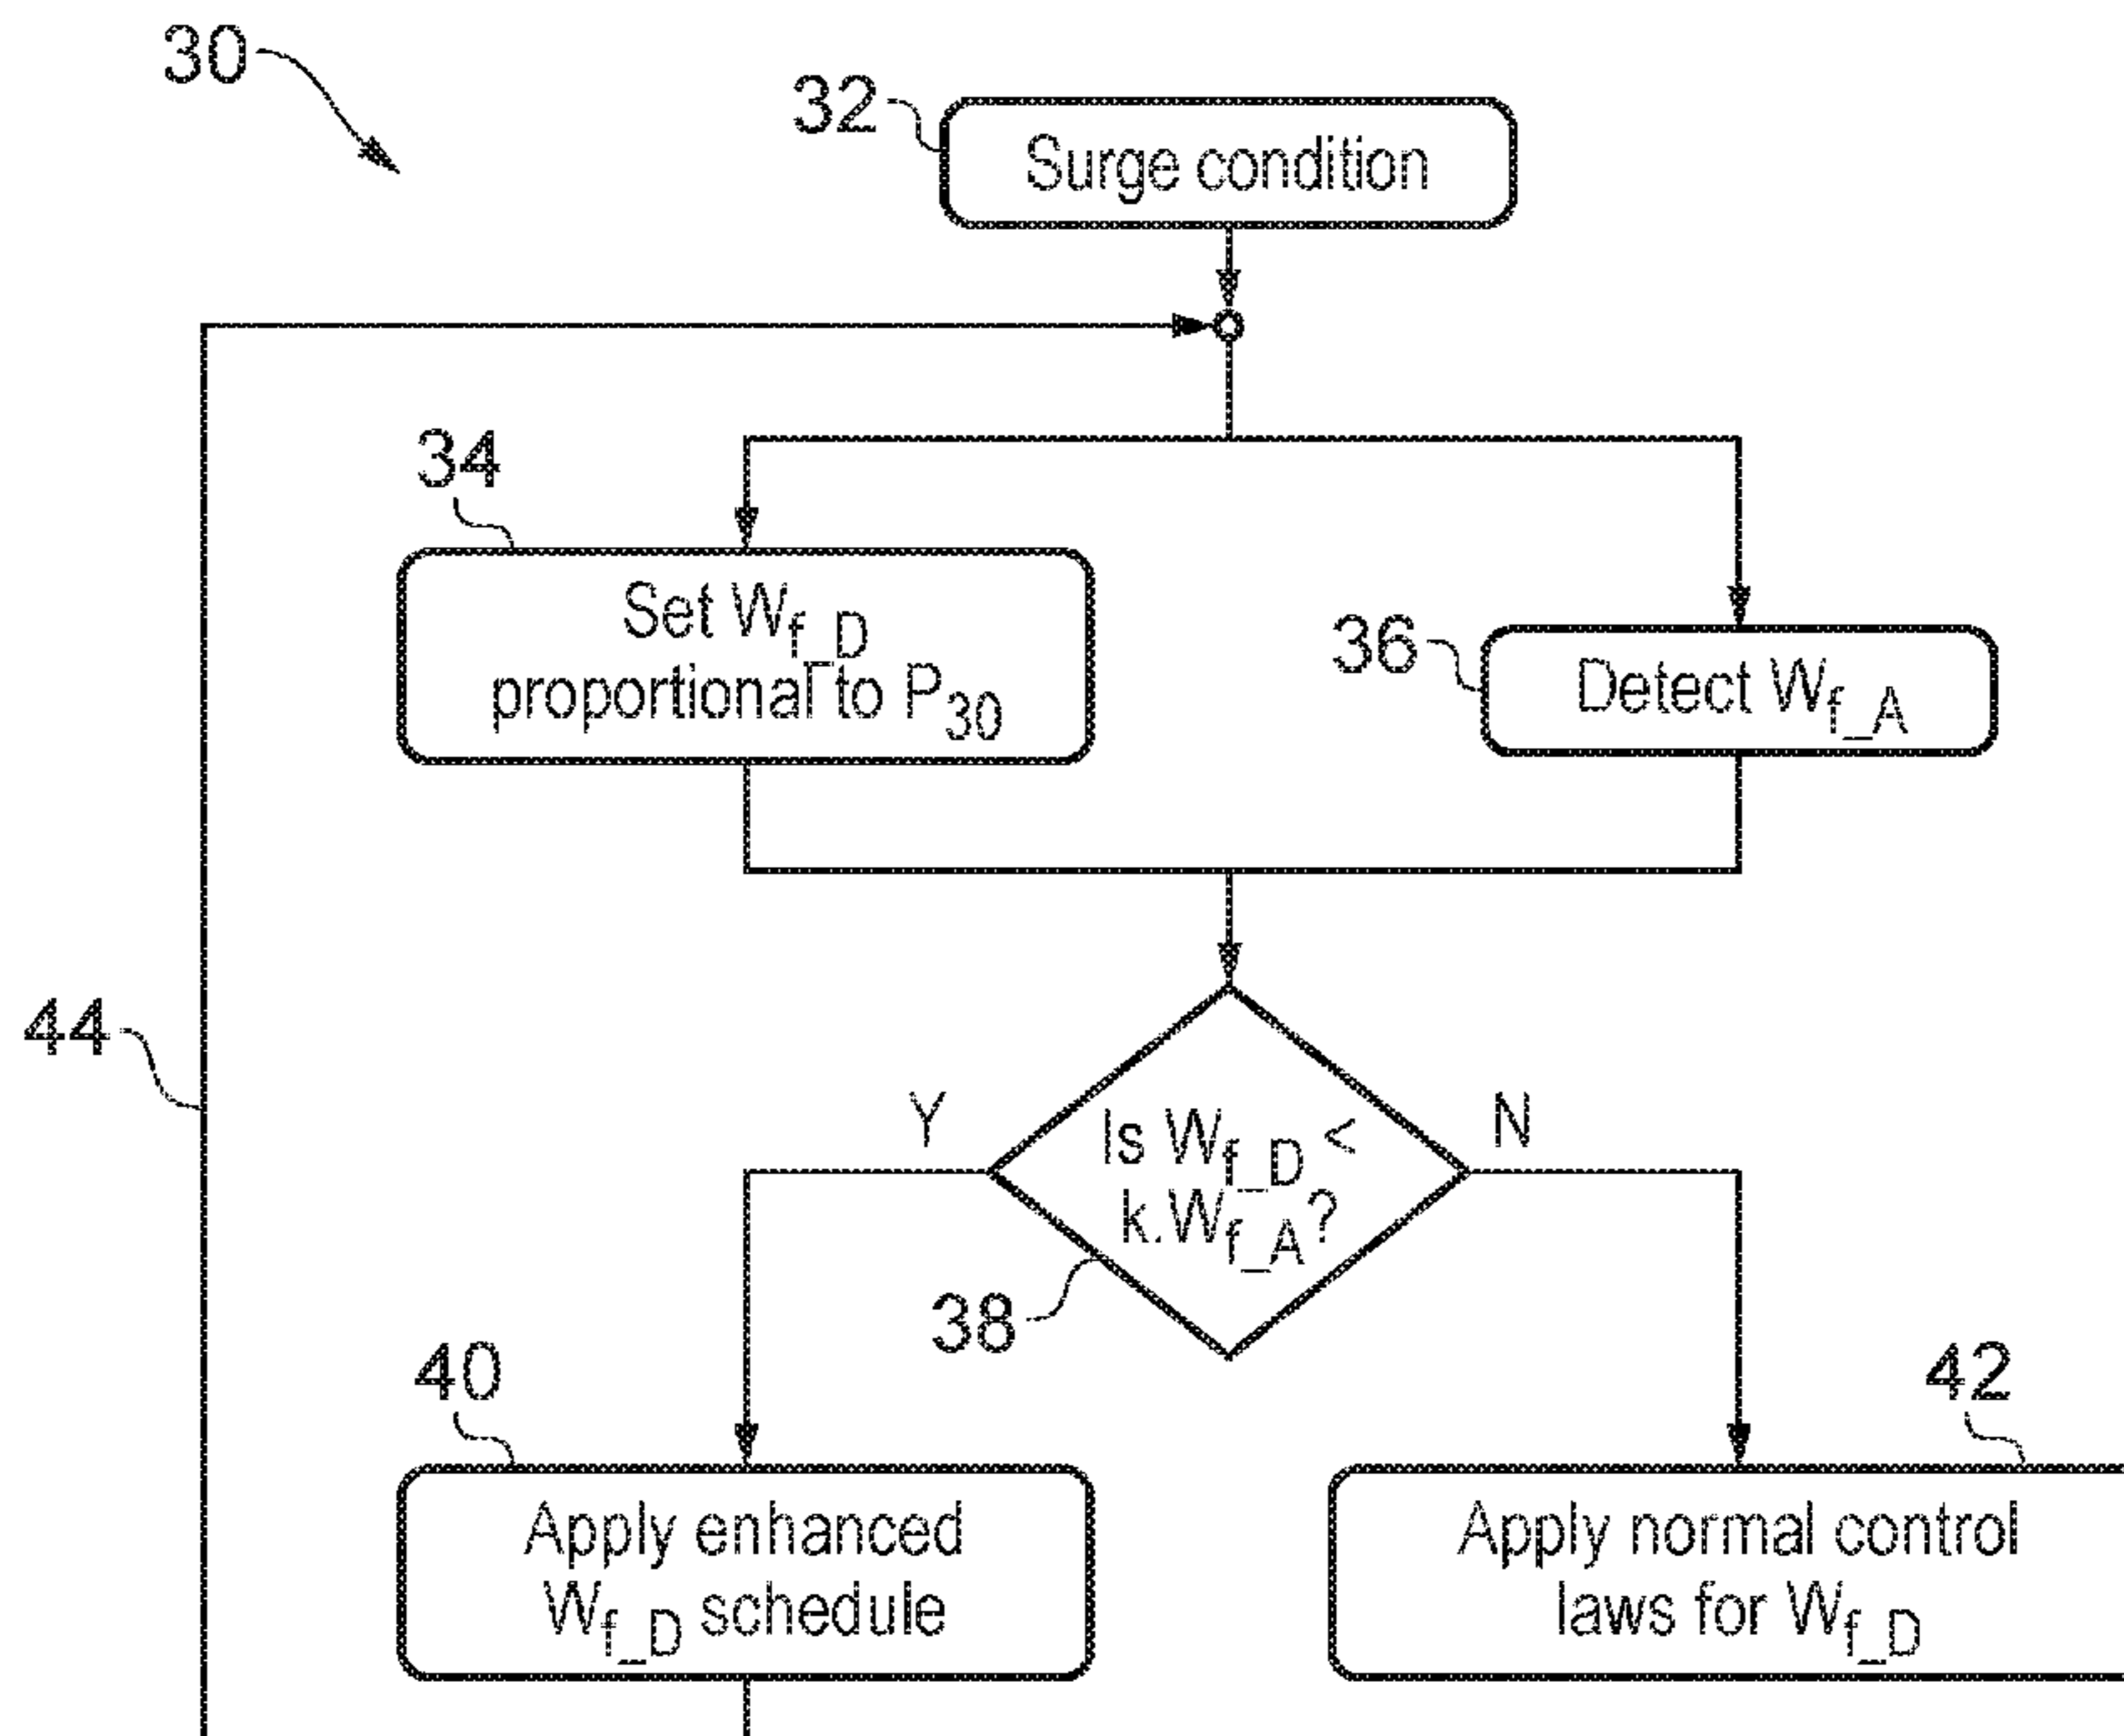 30
32
Surge condition
34
Set Wf_D
proportional to P30
36
Detect Wf_A
44
Y
N
Is Wf_D <
k.Wf_A?
38
40
42
Apply enhanced
Wf_D schedule
Apply normal control
laws for Wf_D